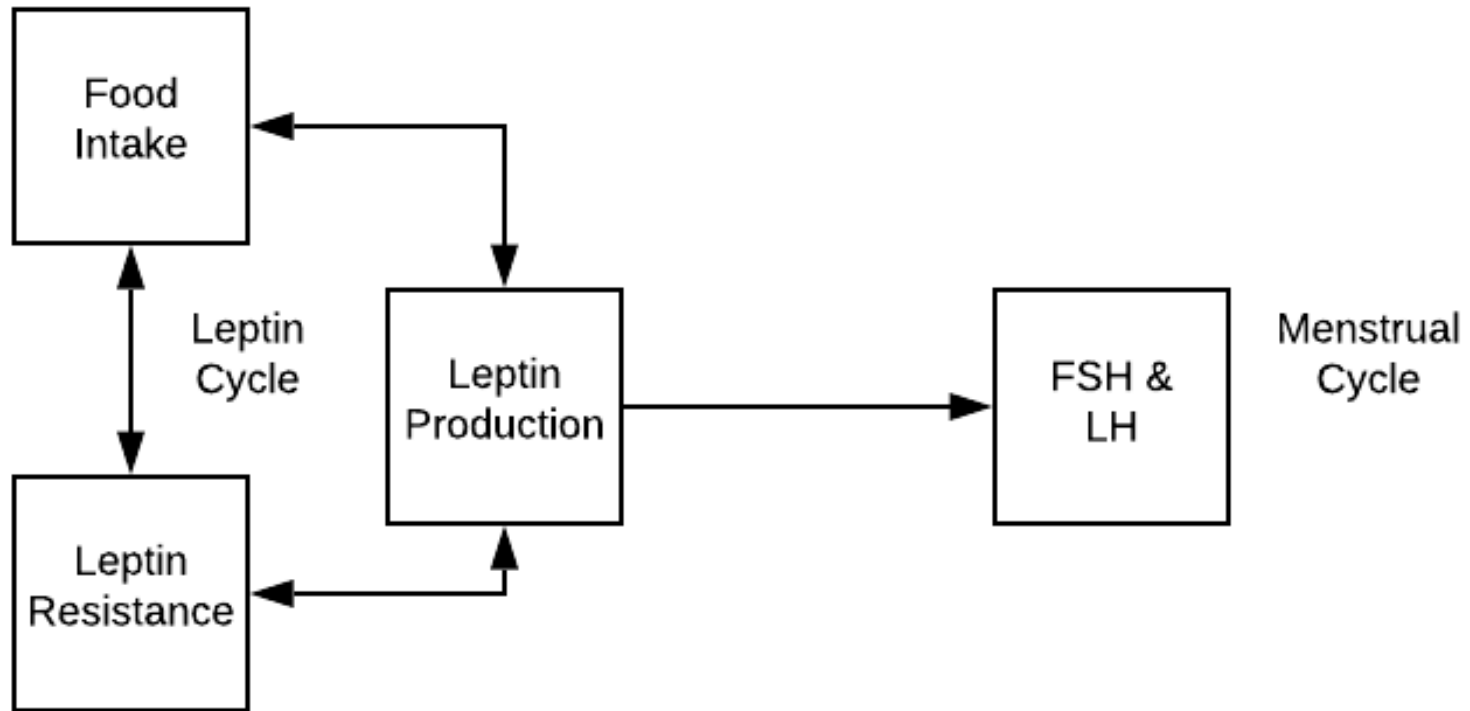 Food
Intake
Leptin
Cycle
Leptin
Production
FSH &
LH
Menstrual
Cycle
Leptin
Resistance